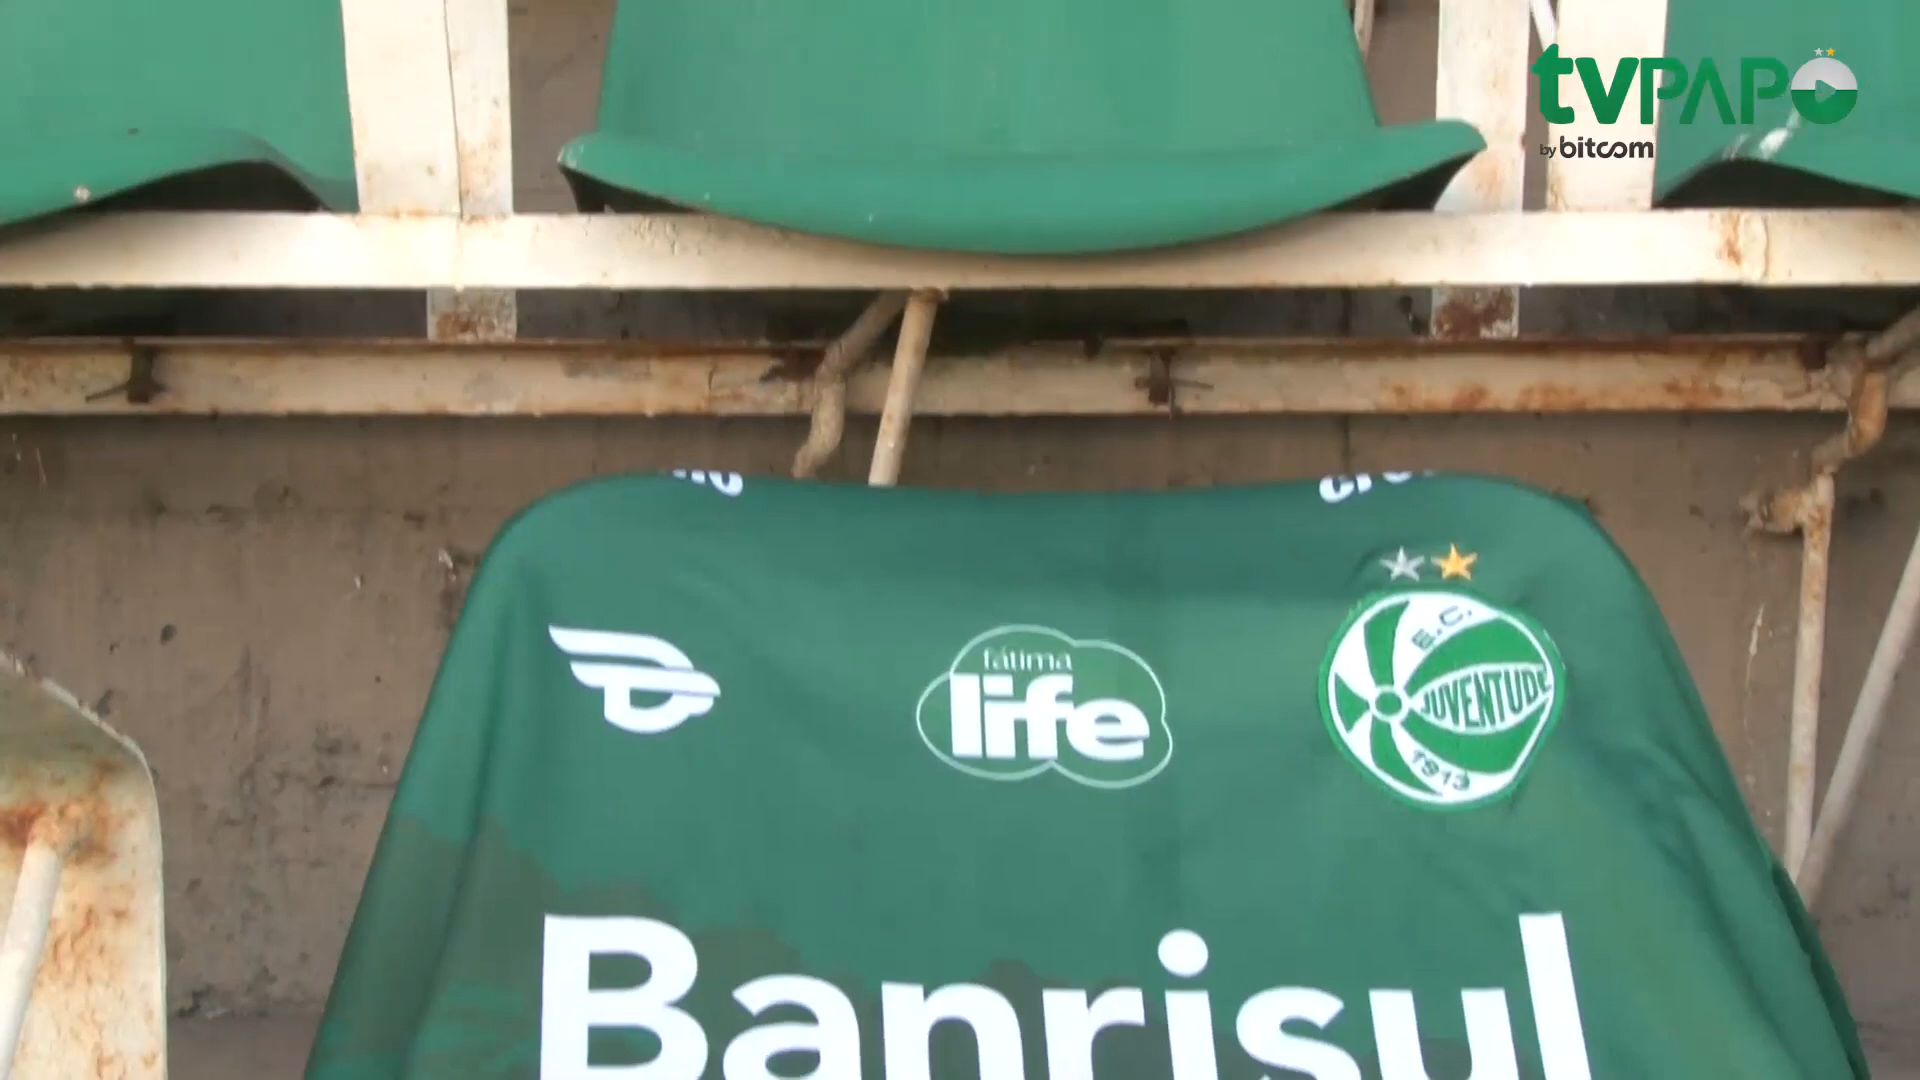 tvPAPO
by bitcom
fátima
life
E.C.
JUVENTUDE
1913
Banrisul